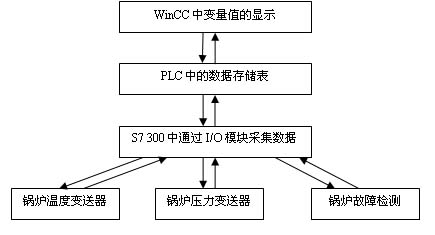 WinCC 中变量值的显示
PLC 中的数据存储表
S7 300 中通过 I/O 模块采集数据
锅炉温度变送器
锅炉压力变送器
锅炉故障检测